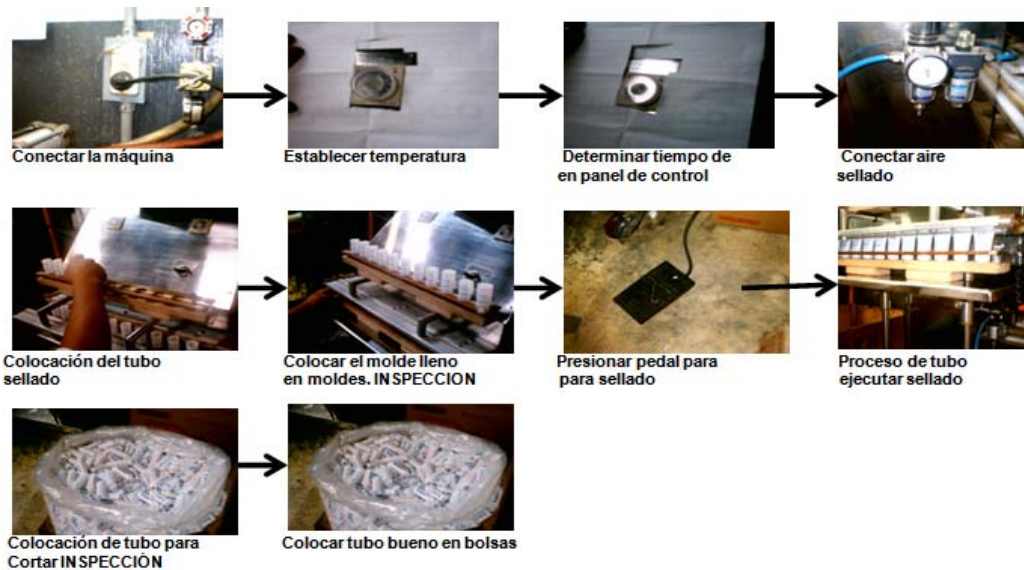 Conectar la máquina
Establecer temperatura
Determinar tiempo de
en panel de control
Conectar aire
sellado
Colocación del tubo
sellado
Colocar el molde lleno
en moldes. INSPECCION
Presionar pedal para
para sellado
Proceso de tubo
ejecutar sellado
Colocación de tubo para
Cortar INSPECCIÓN
Colocar tubo bueno en bolsas